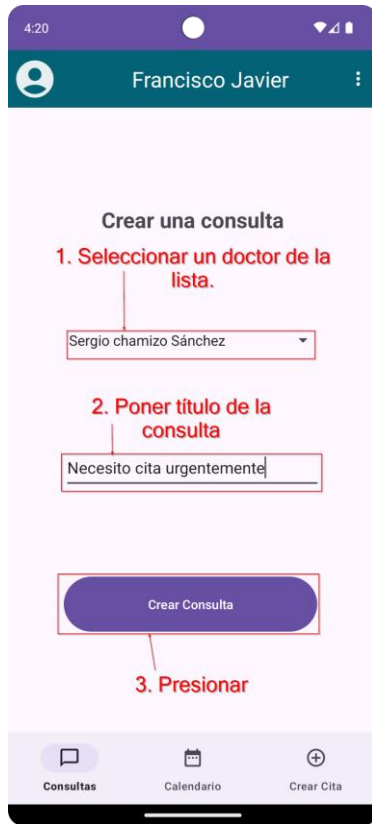 4:20
Francisco Javier
Crear una consulta
1. Seleccionar un doctor de la
lista.
Sergio chamizo Sánchez
2. Poner título de la
consulta
Necesito cita urgentemente
Crear Consulta
3. Presionar
Consultas
Calendario
Crear Cita